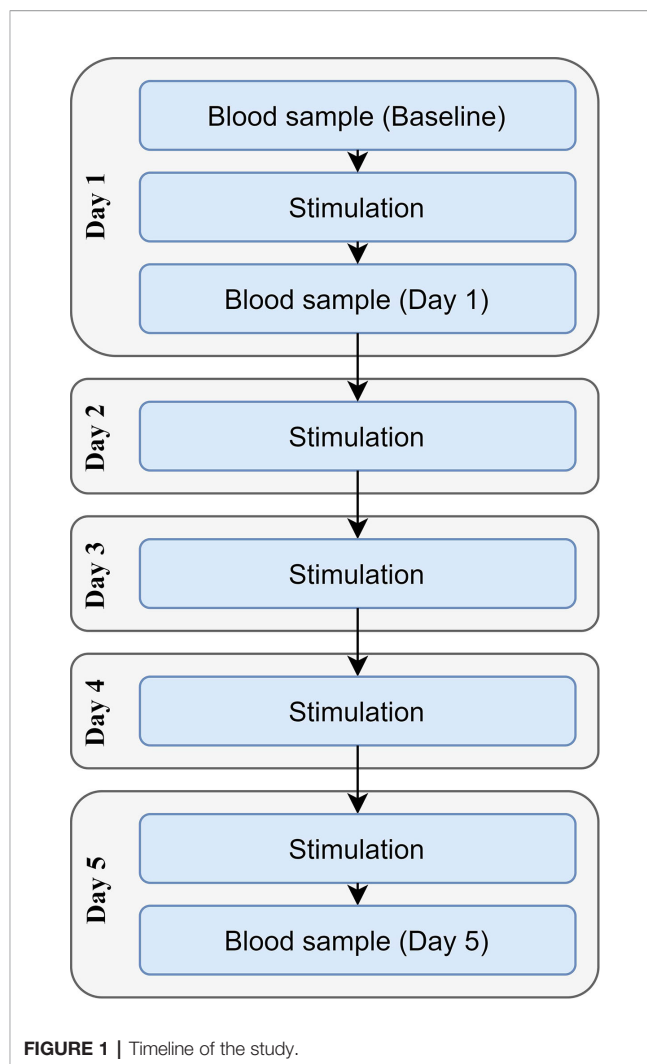 Day 1
Blood sample (Baseline)
Stimulation
Blood sample (Day 1)
Day 2
Stimulation
Day 3
Stimulation
Day 4
Stimulation
Day 5
Stimulation
Blood sample (Day 5)
FIGURE 1 | Timeline of the study.